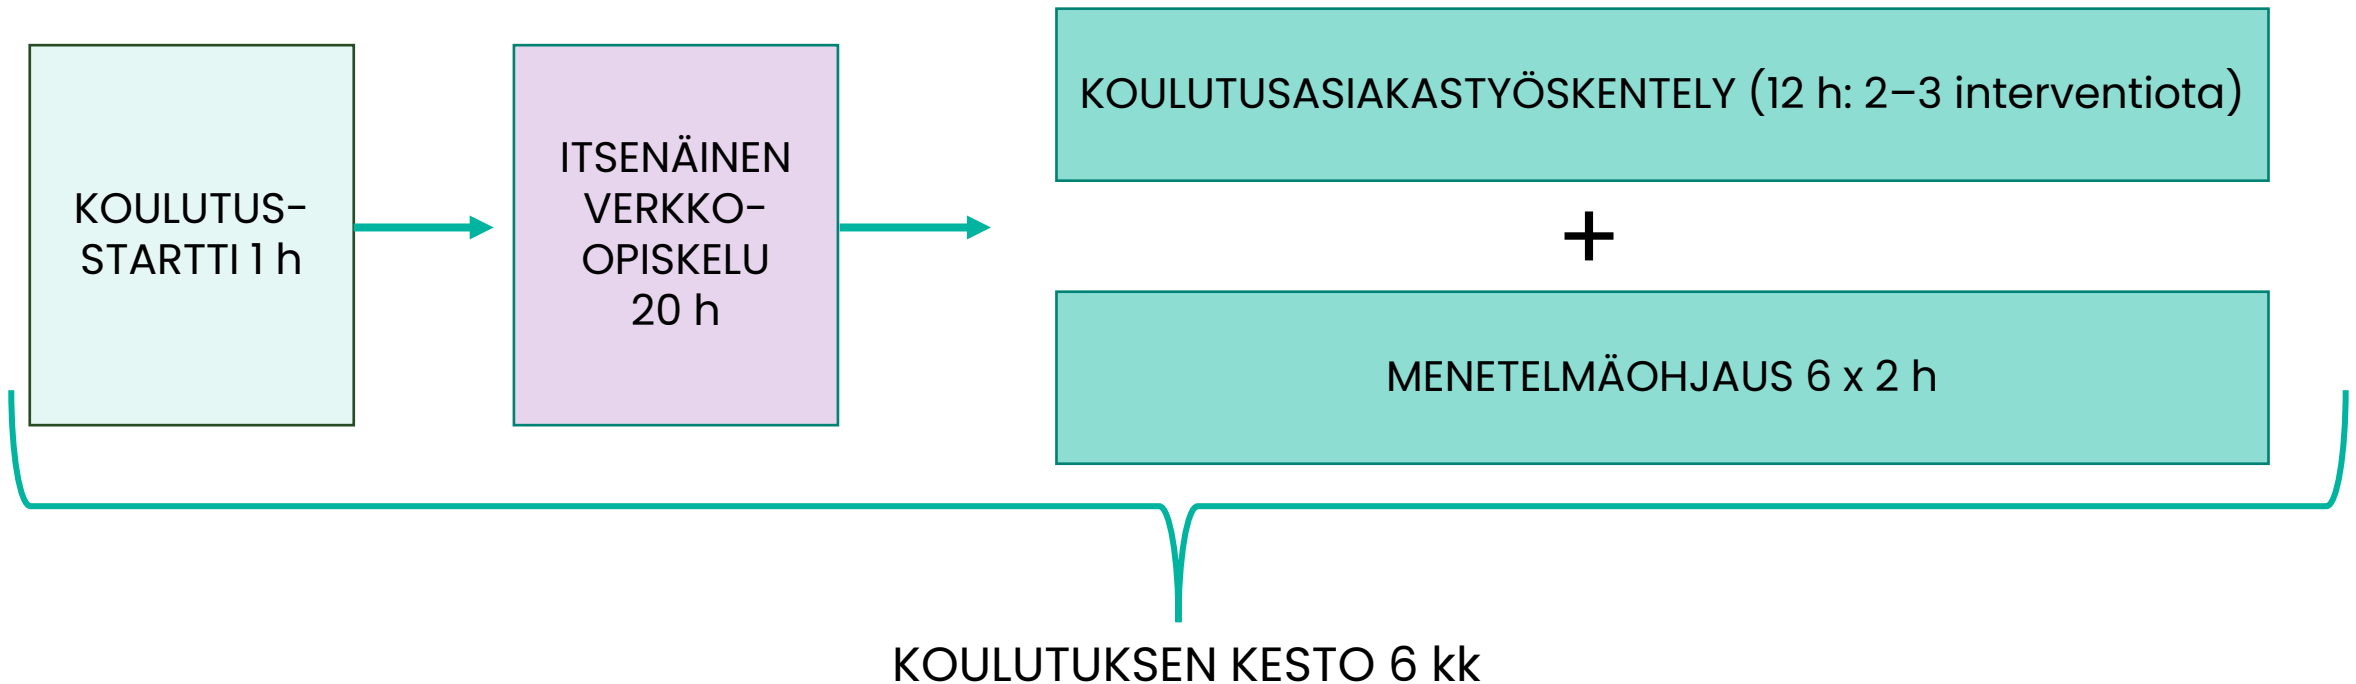 KOULUTUS-
STARTTI 1 h
ITSENÄINEN
VERKKO-
OPISKELU
20 h
KOULUTUSASIAKASTYÖSKENTELY (12 h: 2–3 interventiota)
+
MENETELMÄOHJAUS 6 x 2 h
KOULUTUKSEN KESTO 6 kk